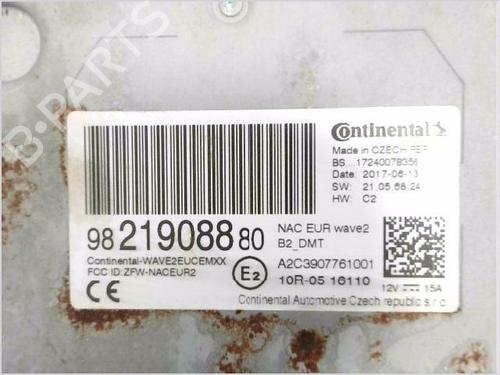 B-PARTS
Continental
Made in CZECH REP
BS....17240078356
Date: 2017-06-13
SW: 21.05.68.24
HW: C2
98 219088 80
NAC EUR wave2
B2_DMT
Continental-WAVE2EUCEMXX
FCC ID:ZFW-NACEUR2
CE
E2
A2C3907761001
10R-05 16110
12V 15A
Continental Automotive Czech republic s.r.o